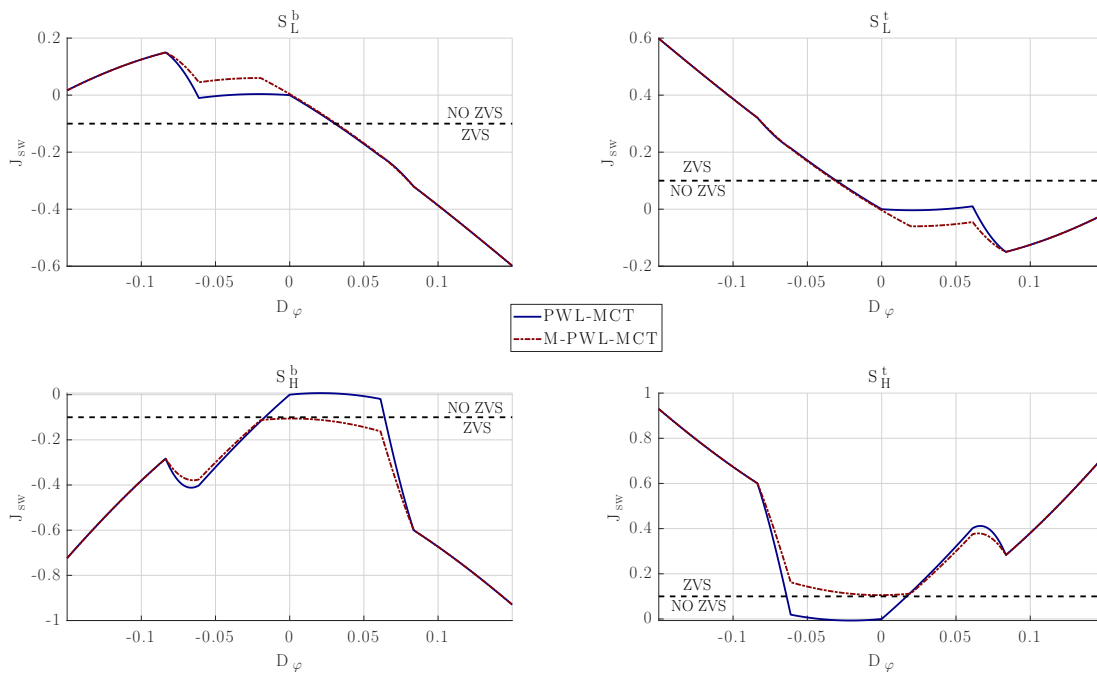 S_L^b
0.2
0
-0.2
-0.4
-0.6
J_sw
NO ZVS
ZVS
-0.1 -0.05 0 0.05 0.1
D_φ
S_L^t
0.6
0.4
0.2
0
-0.2
J_sw
ZVS
NO ZVS
-0.1 -0.05 0 0.05 0.1
D_φ
PWL-MCT
M-PWL-MCT
S_H^b
0
-0.2
-0.4
-0.6
-0.8
-1
J_sw
NO ZVS
ZVS
-0.1 -0.05 0 0.05 0.1
D_φ
S_H^t
1
0.8
0.6
0.4
0.2
0
J_sw
ZVS
NO ZVS
-0.1 -0.05 0 0.05 0.1
D_φ